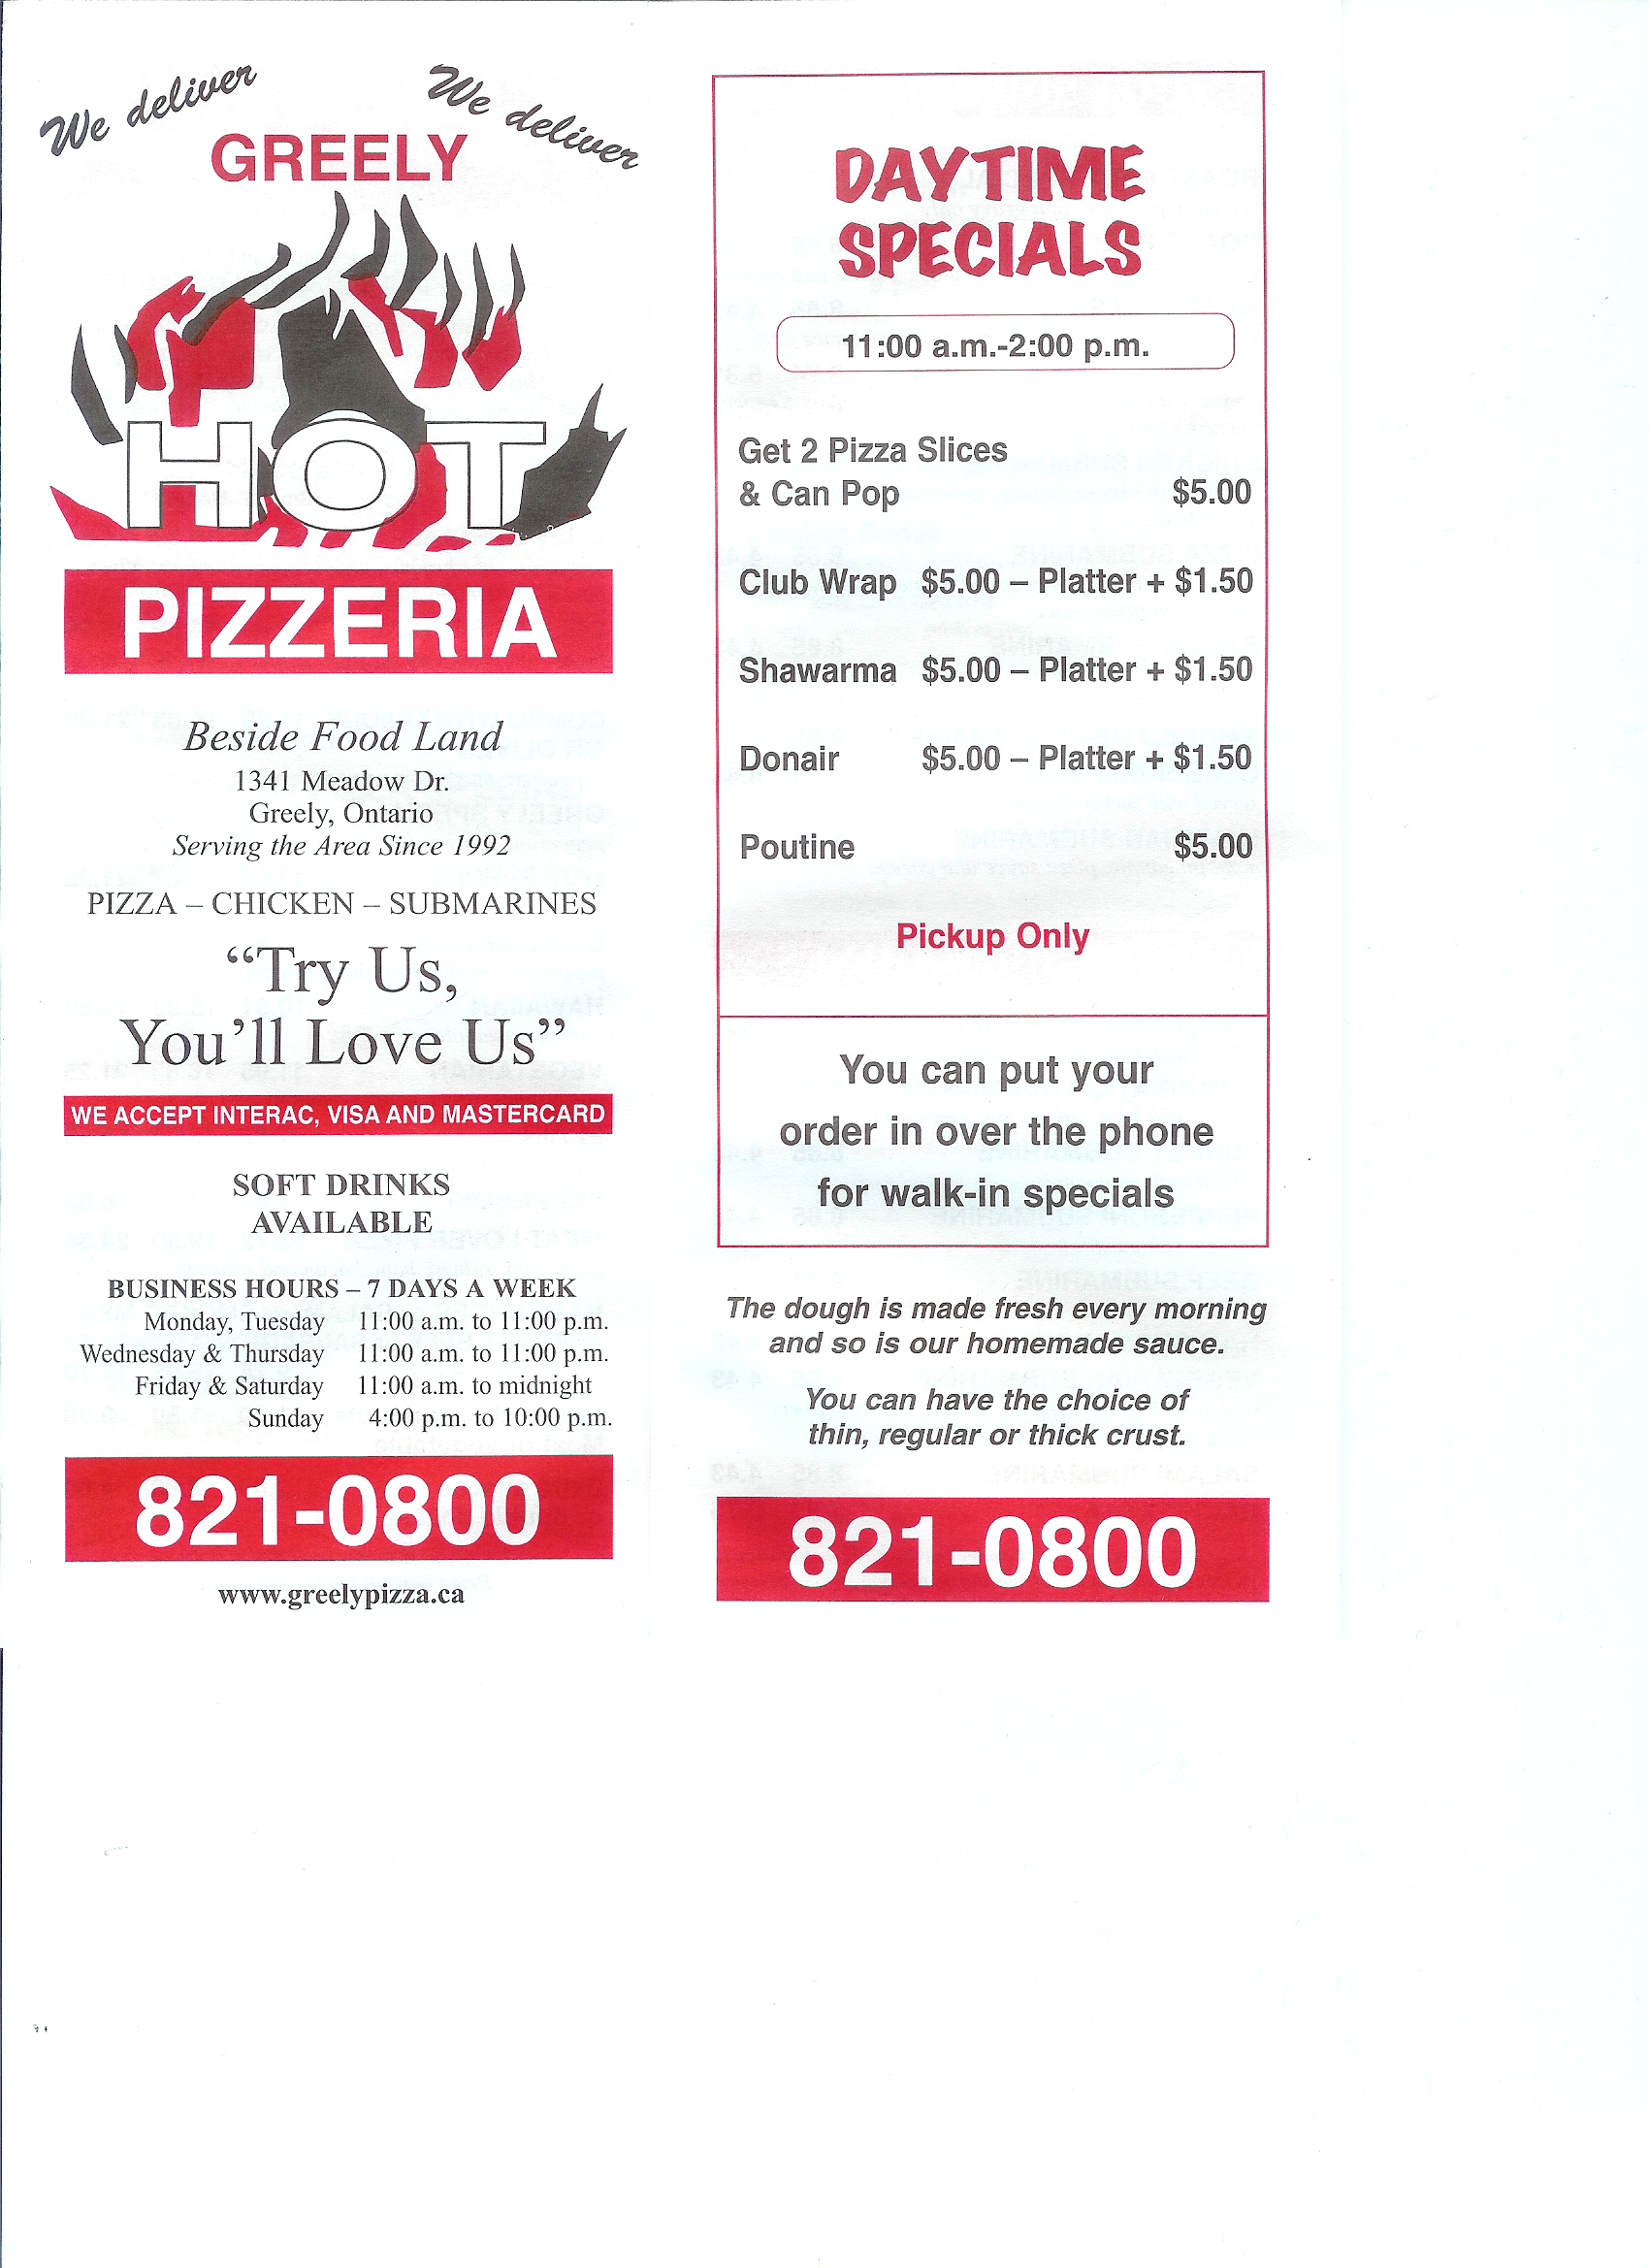 We deliver
We deliver
GREELY
HOT
PIZZERIA
Beside Food Land
1341 Meadow Dr.
Greely, Ontario
Serving the Area Since 1992
PIZZA – CHICKEN – SUBMARINES
“Try Us,
You’ll Love Us”
WE ACCEPT INTERAC, VISA AND MASTERCARD
SOFT DRINKS
AVAILABLE
BUSINESS HOURS – 7 DAYS A WEEK
Monday, Tuesday 11:00 a.m. to 11:00 p.m.
Wednesday & Thursday 11:00 a.m. to 11:00 p.m.
Friday & Saturday 11:00 a.m. to midnight
Sunday 4:00 p.m. to 10:00 p.m.
821-0800
www.greelypizza.ca
DAYTIME
SPECIALS
11:00 a.m.-2:00 p.m.
Get 2 Pizza Slices
& Can Pop $5.00
Club Wrap $5.00 – Platter + $1.50
Shawarma $5.00 – Platter + $1.50
Donair $5.00 – Platter + $1.50
Poutine $5.00
Pickup Only
You can put your
order in over the phone
for walk-in specials
The dough is made fresh every morning
and so is our homemade sauce.
You can have the choice of
thin, regular or thick crust.
821-0800